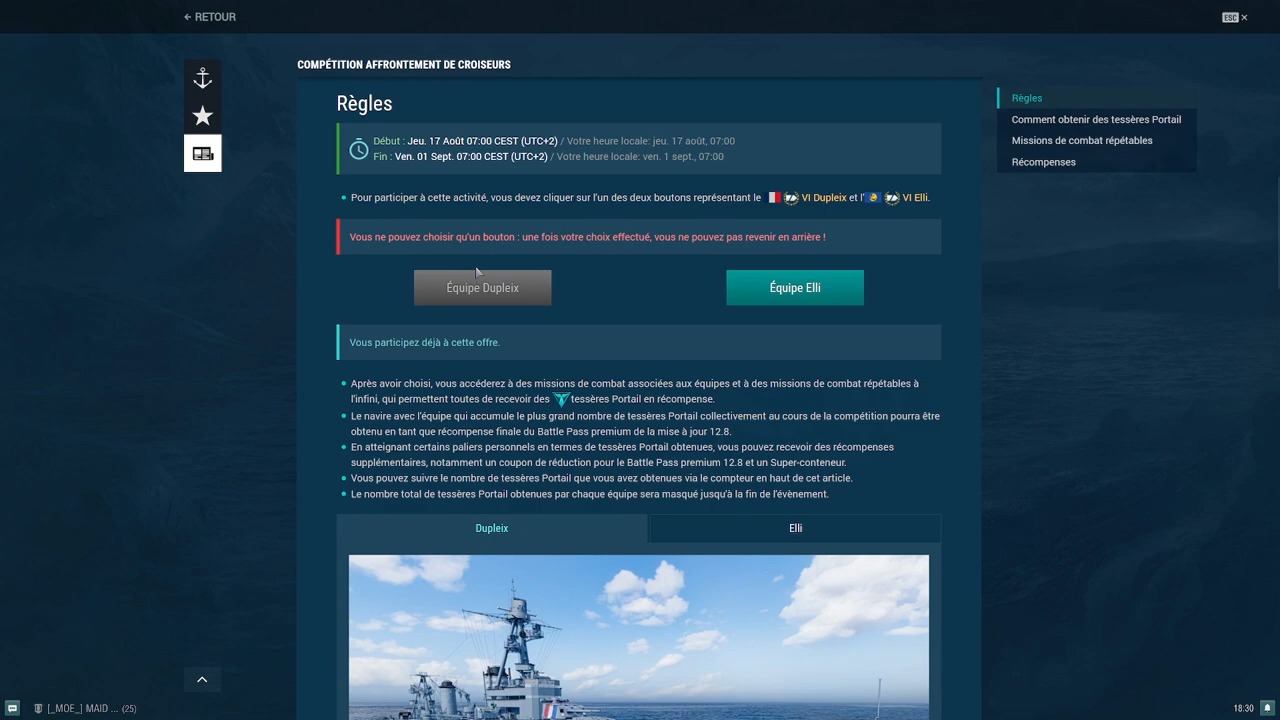 ← RETOUR
ESC ×
COMPÉTITION AFFRONTEMENT DE CROISEURS
Règles
Début : Jeu. 17 Août 07:00 CEST (UTC+2) / Votre heure locale: jeu. 17 août, 07:00
Fin : Ven. 01 Sept. 07:00 CEST (UTC+2) / Votre heure locale: ven. 1 sept., 07:00
• Pour participer à cette activité, vous devez cliquer sur l'un des deux boutons représentant le VI Dupleix et l' VI Elli.
Vous ne pouvez choisir qu'un bouton : une fois votre choix effectué, vous ne pouvez pas revenir en arrière !
Équipe Dupleix
Équipe Elli
Vous participez déjà à cette offre.
• Après avoir choisi, vous accéderez à des missions de combat associées aux équipes et à des missions de combat répétables à
l'infini, qui permettent toutes de recevoir des tessères Portail en récompense.
• Le navire avec l'équipe qui accumule le plus grand nombre de tessères Portail collectivement au cours de la compétition pourra être
obtenu en tant que récompense finale du Battle Pass premium de la mise à jour 12.8.
• En atteignant certains paliers personnels en termes de tessères Portail obtenues, vous pouvez recevoir des récompenses
supplémentaires, notamment un coupon de réduction pour le Battle Pass premium 12.8 et un Super-conteneur.
• Vous pouvez suivre le nombre de tessères Portail que vous avez obtenues via le compteur en haut de cet article.
• Le nombre total de tessères Portail obtenues par chaque équipe sera masqué jusqu'à la fin de l'évènement.
Dupleix
Elli
Règles
Comment obtenir des tessères Portail
Missions de combat répétables
Récompenses
[_MOE_] MAID ... (25)
18:30